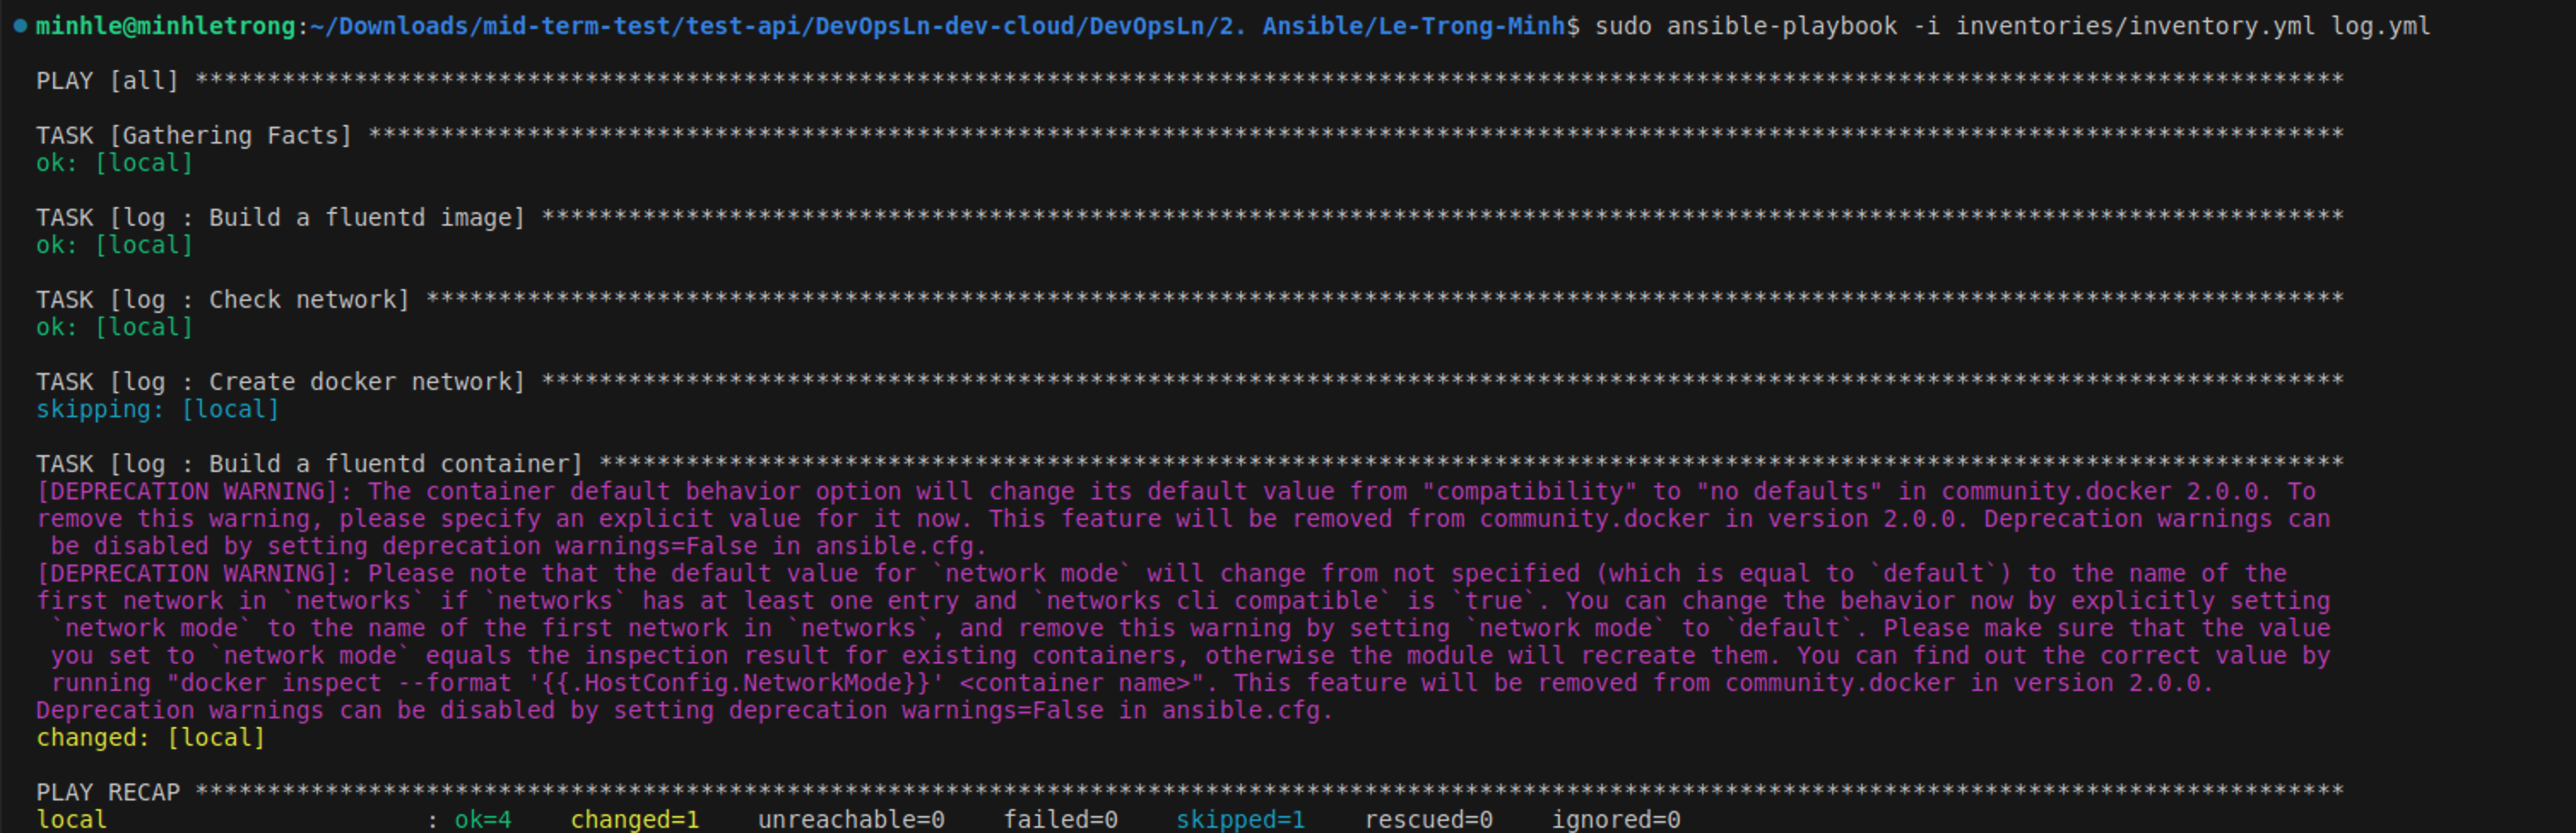 minhle@minhletrong:~/Downloads/mid-term-test/test-api/DevOpsLn-dev-cloud/DevOpsLn/2. Ansible/Le-Trong-Minh$ sudo ansible-playbook -i inventories/inventory.yml log.yml
PLAY [all] *****************************************************************************************************************************************************
TASK [Gathering Facts] *****************************************************************************************************************************************
ok: [local]
TASK [log : Build a fluentd image] *****************************************************************************************************************************
ok: [local]
TASK [log : Check network] *************************************************************************************************************************************
ok: [local]
TASK [log : Create docker network] *****************************************************************************************************************************
skipping: [local]
TASK [log : Build a fluentd container] *************************************************************************************************************************
[DEPRECATION WARNING]: The container default behavior option will change its default value from "compatibility" to "no defaults" in community.docker 2.0.0. To
remove this warning, please specify an explicit value for it now. This feature will be removed from community.docker in version 2.0.0. Deprecation warnings can
be disabled by setting deprecation warnings=False in ansible.cfg.
[DEPRECATION WARNING]: Please note that the default value for `network mode` will change from not specified (which is equal to `default`) to the name of the
first network in `networks` if `networks` has at least one entry and `networks cli compatible` is `true`. You can change the behavior now by explicitly setting
`network mode` to the name of the first network in `networks`, and remove this warning by setting `network mode` to `default`. Please make sure that the value
you set to `network mode` equals the inspection result for existing containers, otherwise the module will recreate them. You can find out the correct value by
running "docker inspect --format '{{.HostConfig.NetworkMode}}' <container name>". This feature will be removed from community.docker in version 2.0.0.
Deprecation warnings can be disabled by setting deprecation warnings=False in ansible.cfg.
changed: [local]
PLAY RECAP *****************************************************************************************************************************************************
local : ok=4 changed=1 unreachable=0 failed=0 skipped=1 rescued=0 ignored=0